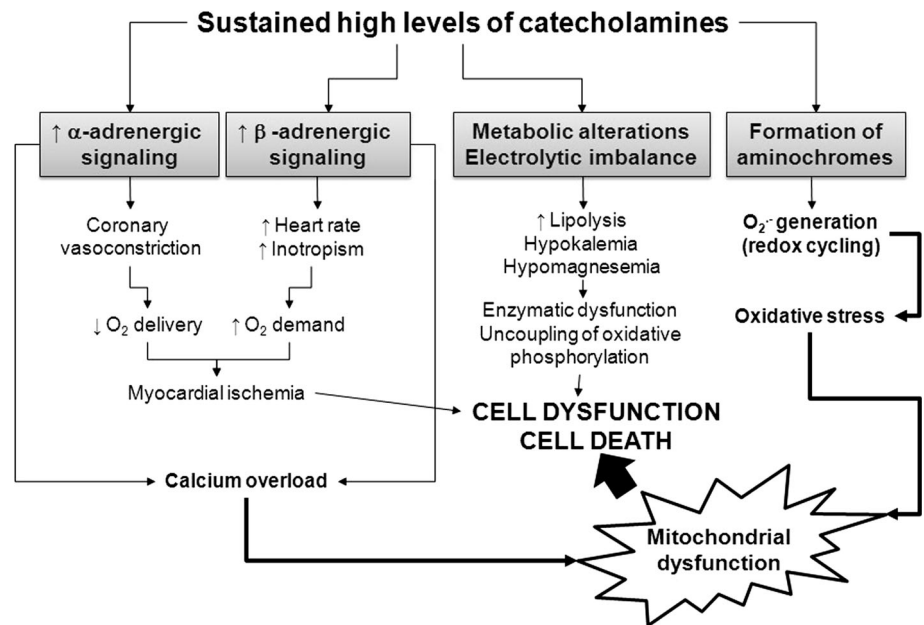 Sustained high levels of catecholamines
↑ α-adrenergic
signaling
↑ β -adrenergic
signaling
Metabolic alterations
Electrolytic imbalance
Formation of
aminochromes
Coronary
vasoconstriction
↑ Heart rate
↑ Inotropism
↑ Lipolysis
Hypokalemia
Hypomagnesemia
O₂·- generation
(redox cycling)
↓ O₂ delivery
↑ O₂ demand
Enzymatic dysfunction
Uncoupling of oxidative
phosphorylation
Oxidative stress
Myocardial ischemia
CELL DYSFUNCTION
CELL DEATH
Calcium overload
Mitochondrial
dysfunction